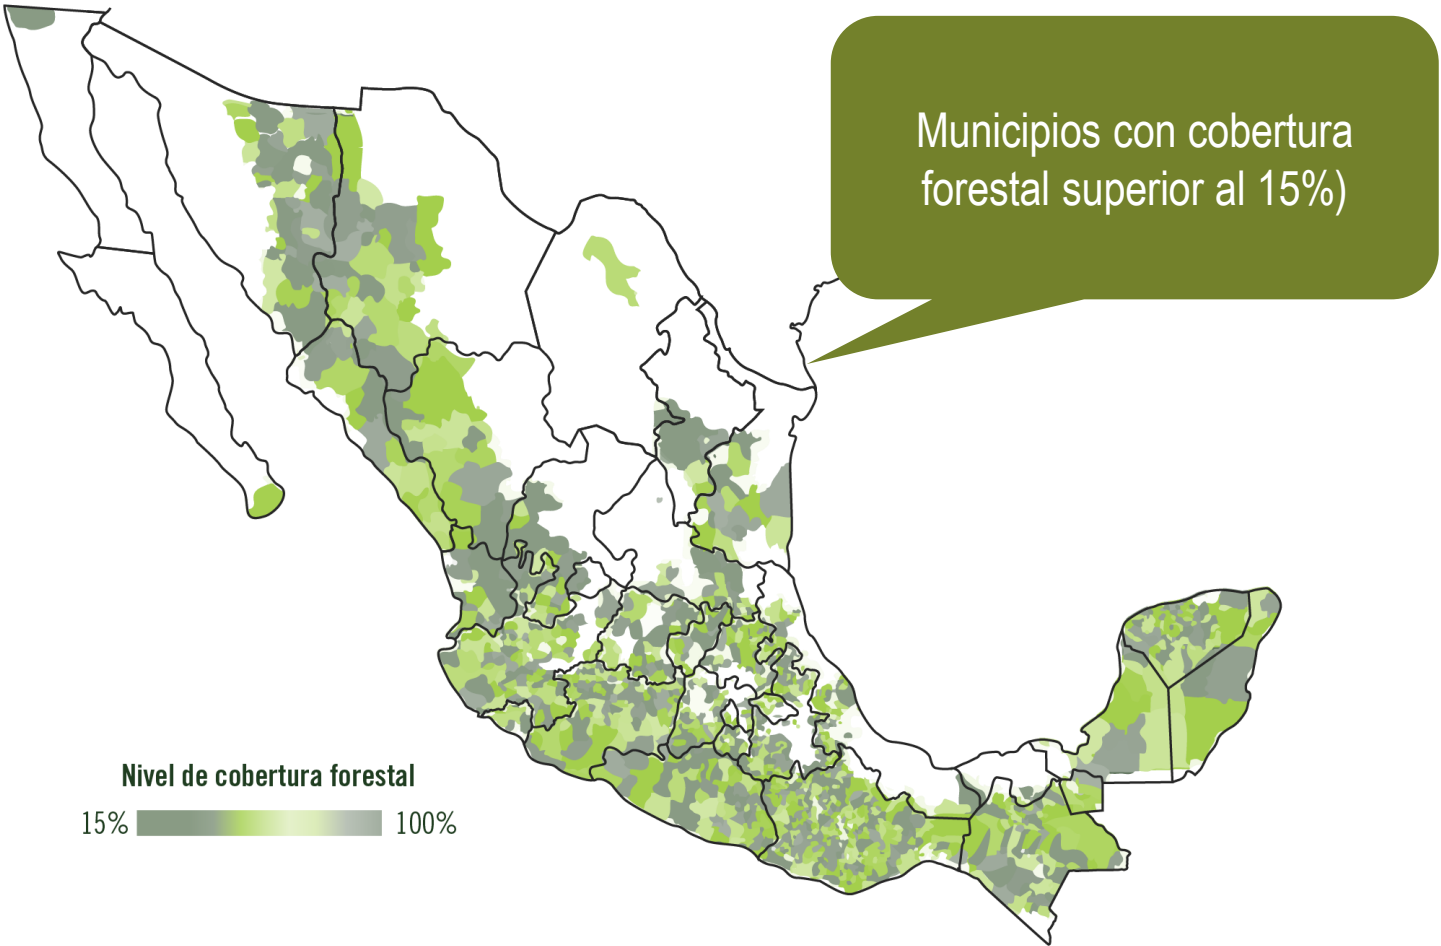 Municipios con cobertura
forestal superior al 15%)
Nivel de cobertura forestal
15% 100%